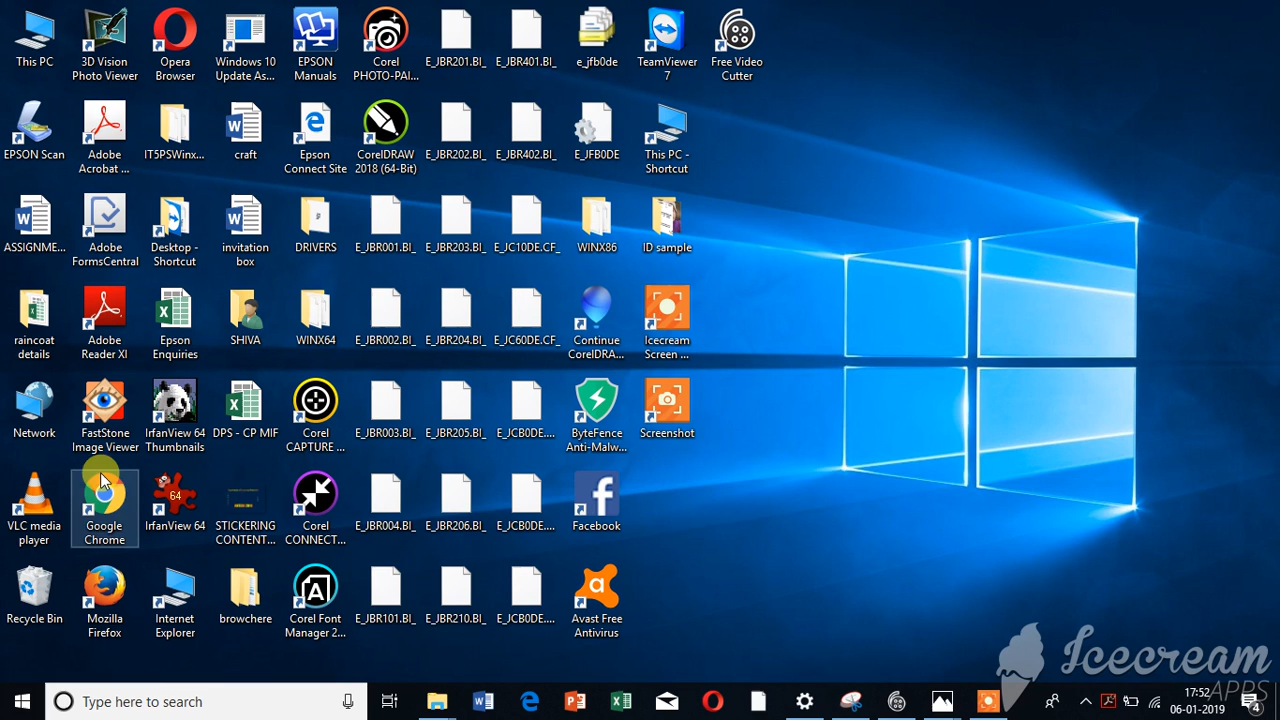 This PC
3D Vision
Photo Viewer
Opera
Browser
Windows 10
Update As...
EPSON
Manuals
Corel
PHOTO-PAI...
E_JBR201.BI_
E_JBR401.BI_
e_jfb0de
TeamViewer
7
Free Video
Cutter
EPSON Scan
Adobe
Acrobat ...
IT5PSWinx...
craft
Epson
Connect Site
CorelDRAW
2018 (64-Bit)
E_JBR202.BI_
E_JBR402.BI_
E_JFB0DE
This PC -
Shortcut
ASSIGNME...
Adobe
FormsCentral
Desktop -
Shortcut
invitation
box
DRIVERS
E_JBR001.BI_
E_JBR203.BI_
E_JC10DE.CF_
WINX86
ID sample
raincoat
details
Adobe
Reader XI
Epson
Enquiries
SHIVA
WINX64
E_JBR002.BI_
E_JBR204.BI_
E_JC60DE.CF_
Continue
CorelDRA...
Icecream
Screen ...
Network
FastStone
Image Viewer
IrfanView 64
Thumbnails
DPS - CP MIF
Corel
CAPTURE ...
E_JBR003.BI_
E_JBR205.BI_
E_JCB0DE....
ByteFence
Anti-Malw...
Screenshot
VLC media
player
Google
Chrome
64
IrfanView 64
STICKERING
CONTENT...
Corel
CONNECT...
E_JBR004.BI_
E_JBR206.BI_
E_JCB0DE....
Facebook
Recycle Bin
Mozilla
Firefox
Internet
Explorer
browchere
Corel Font
Manager 2...
E_JBR101.BI_
E_JBR210.BI_
E_JCB0DE....
Avast Free
Antivirus
Icecream
APPS
Type here to search
17:52
06-01-2019
4